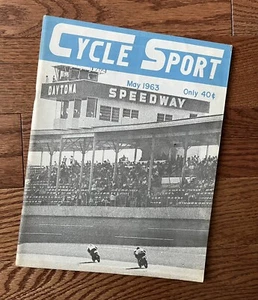 CYCLE SPORT
May 1963
Only 40¢
DAYTONA
SPEEDWAY